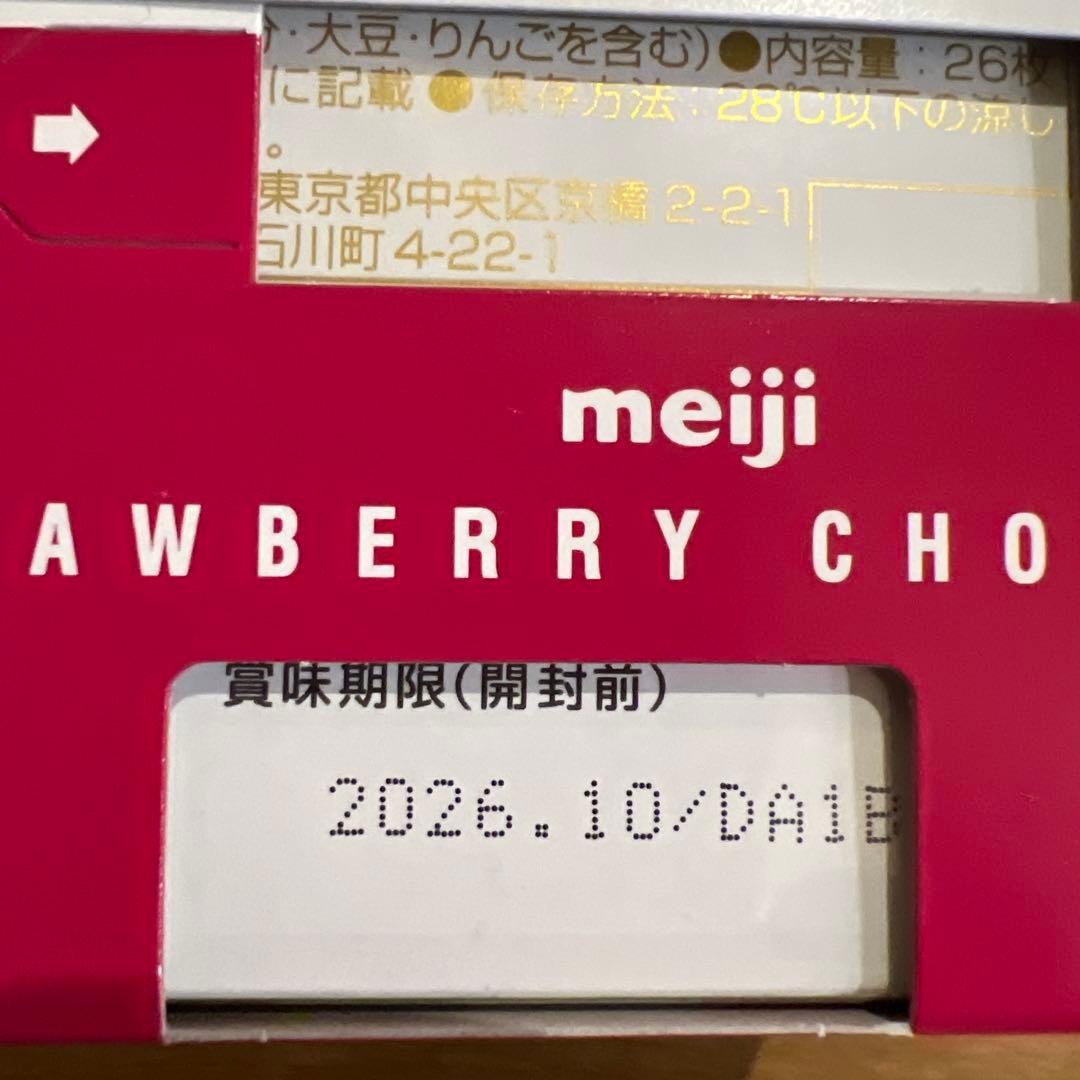 ・大豆・りんごを含む)●内容量：26枚
に記載 ●保存方法：28℃以下の涼し
。
東京都中央区京橋2-2-1
川町4-22-1
meiji
AWBERRY CHO
賞味期限(開封前)
2026.10/DA1B